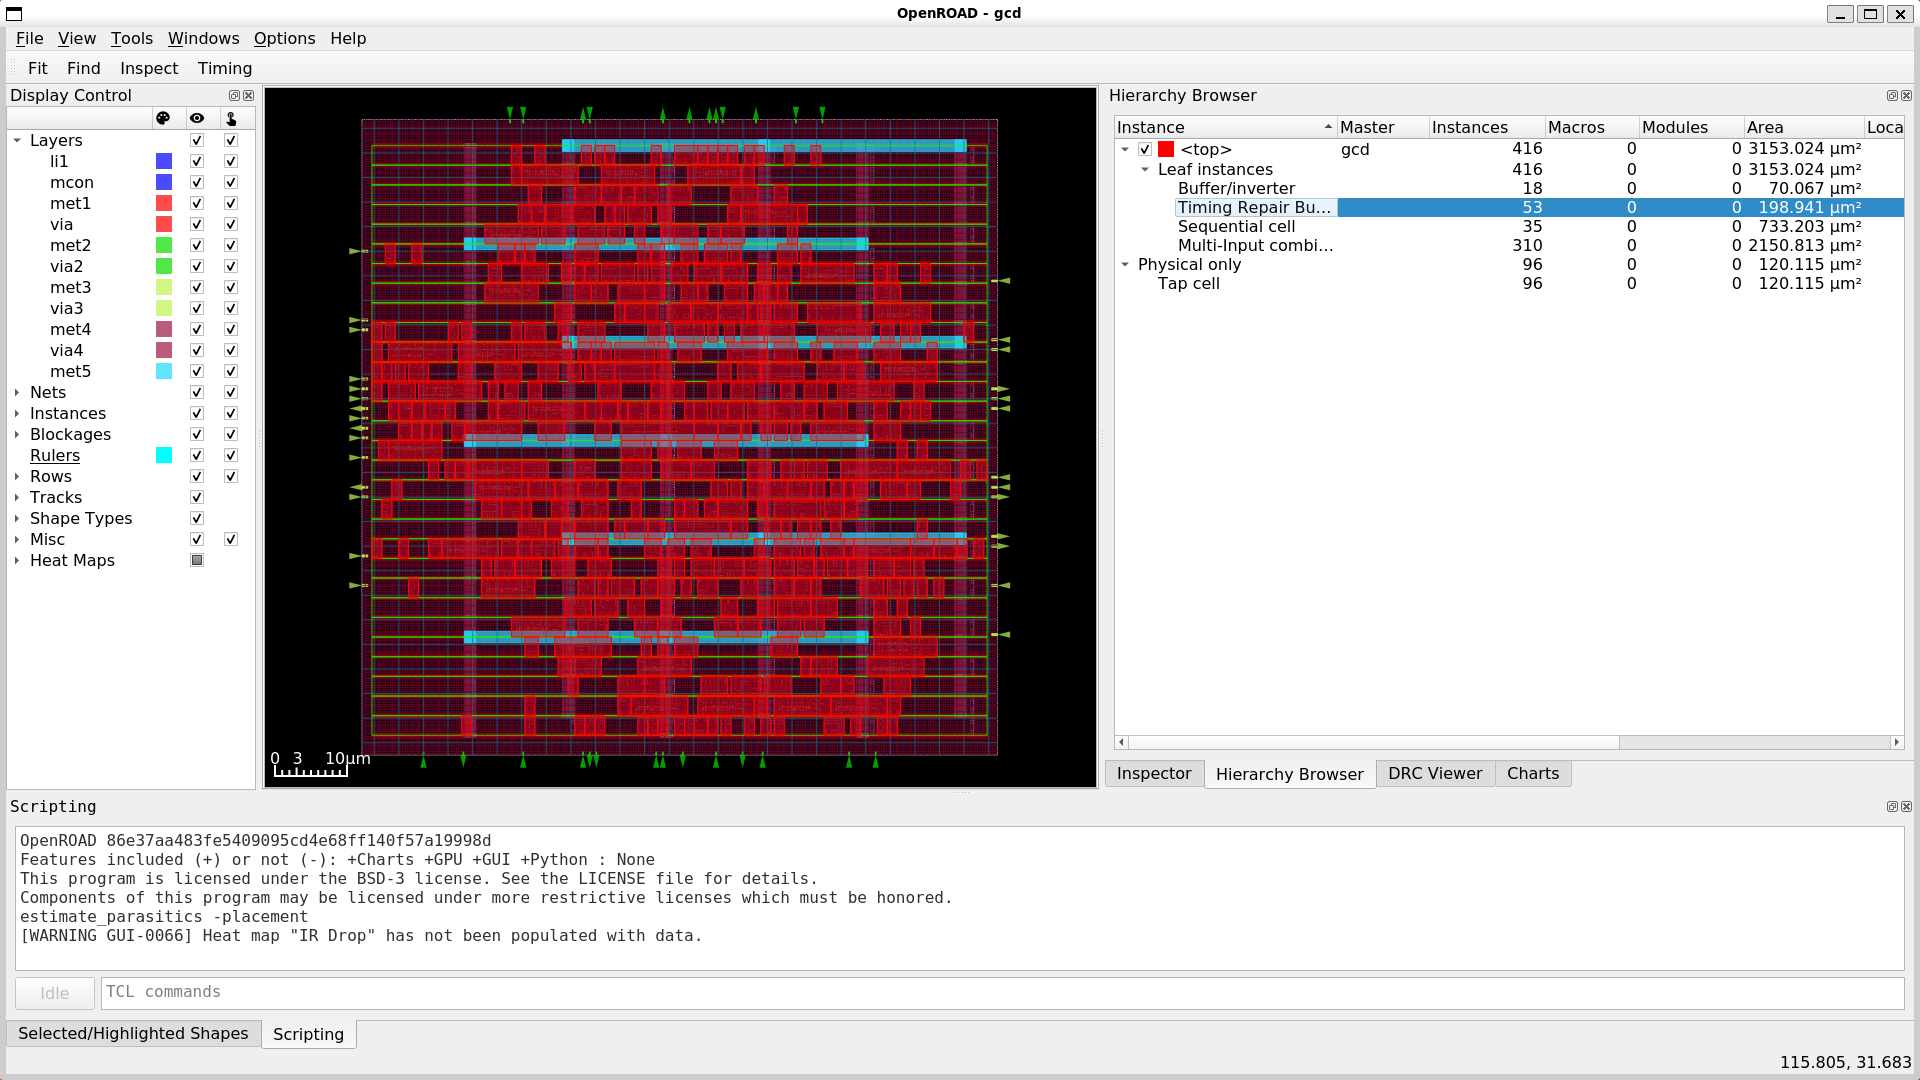 OpenROAD - gcd
File View Tools Windows Options Help
Fit Find Inspect Timing
Display Control
Layers
li1
mcon
met1
via
met2
via2
met3
via3
met4
via4
met5
Nets
Instances
Blockages
Rulers
Rows
Tracks
Shape Types
Misc
Heat Maps
0 3 10μm
Hierarchy Browser
Instance Master Instances Macros Modules Area Loca
<top> gcd 416 0 0 3153.024 μm²
Leaf instances 416 0 0 3153.024 μm²
Buffer/inverter 18 0 0 70.067 μm²
Timing Repair Bu... 53 0 0 198.941 μm²
Sequential cell 35 0 0 733.203 μm²
Multi-Input combi... 310 0 0 2150.813 μm²
Physical only 96 0 0 120.115 μm²
Tap cell 96 0 0 120.115 μm²
Inspector Hierarchy Browser DRC Viewer Charts
Scripting
OpenROAD 86e37aa483fe5409095cd4e68ff140f57a19998d
Features included (+) or not (-): +Charts +GPU +GUI +Python : None
This program is licensed under the BSD-3 license. See the LICENSE file for details.
Components of this program may be licensed under more restrictive licenses which must be honored.
estimate_parasitics -placement
[WARNING GUI-0066] Heat map "IR Drop" has not been populated with data.
Idle TCL commands
Selected/Highlighted Shapes Scripting
115.805, 31.683